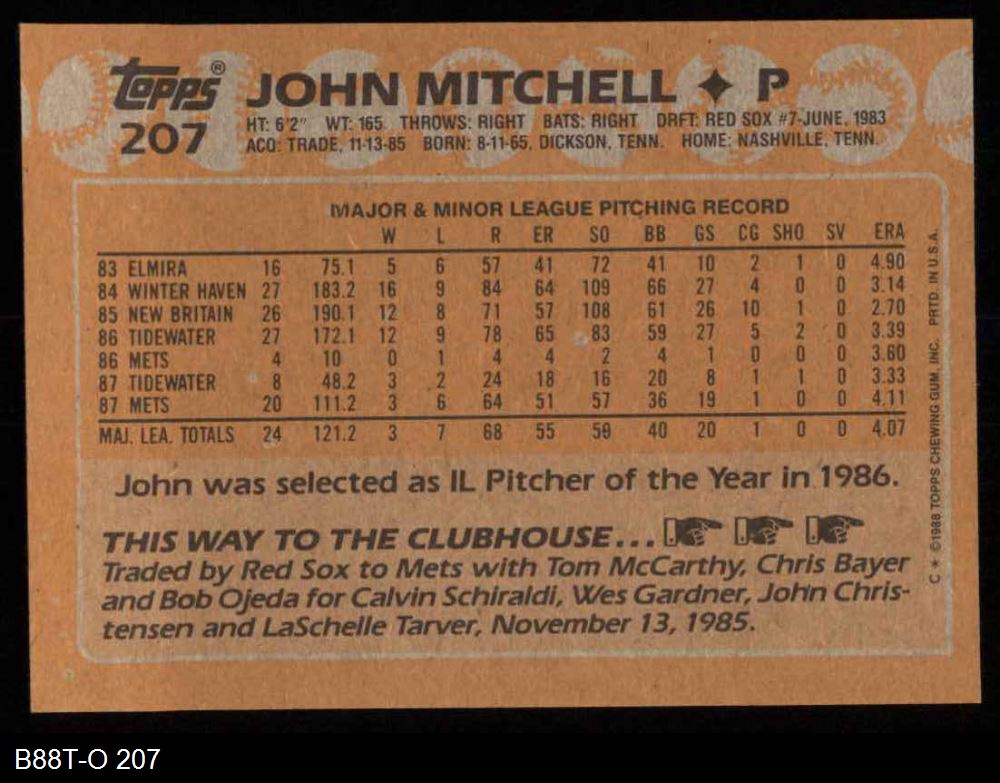 Topps® JOHN MITCHELL ✦ P
207
HT: 6'2" WT: 165 THROWS: RIGHT BATS: RIGHT DRFT: RED SOX #7-JUNE, 1983
ACQ: TRADE, 11-13-85 BORN: 8-11-65, DICKSON, TENN. HOME: NASHVILLE, TENN.
MAJOR & MINOR LEAGUE PITCHING RECORD
W L R ER SO BB GS CG SHO SV ERA
83 ELMIRA 16 75.1 5 6 57 41 72 41 10 2 1 0 4.90
84 WINTER HAVEN 27 183.2 16 9 84 64 109 66 27 4 0 0 3.14
85 NEW BRITAIN 26 190.1 12 8 71 57 108 61 26 10 1 0 2.70
86 TIDEWATER 27 172.1 12 9 78 65 83 59 27 5 2 0 3.39
86 METS 4 10 0 1 4 4 2 4 1 0 0 0 3.60
87 TIDEWATER 8 48.2 3 2 24 18 16 20 8 1 1 0 3.33
87 METS 20 111.2 3 6 64 51 57 36 19 1 0 0 4.11
MAJ. LEA. TOTALS 24 121.2 3 7 68 55 59 40 20 1 0 0 4.07
John was selected as IL Pitcher of the Year in 1986.
THIS WAY TO THE CLUBHOUSE...
Traded by Red Sox to Mets with Tom McCarthy, Chris Bayer
and Bob Ojeda for Calvin Schiraldi, Wes Gardner, John Chris-
tensen and LaSchelle Tarver, November 13, 1985.
C * ©1988 TOPPS CHEWING GUM, INC. PRTD. IN U.S.A.
B88T-O 207